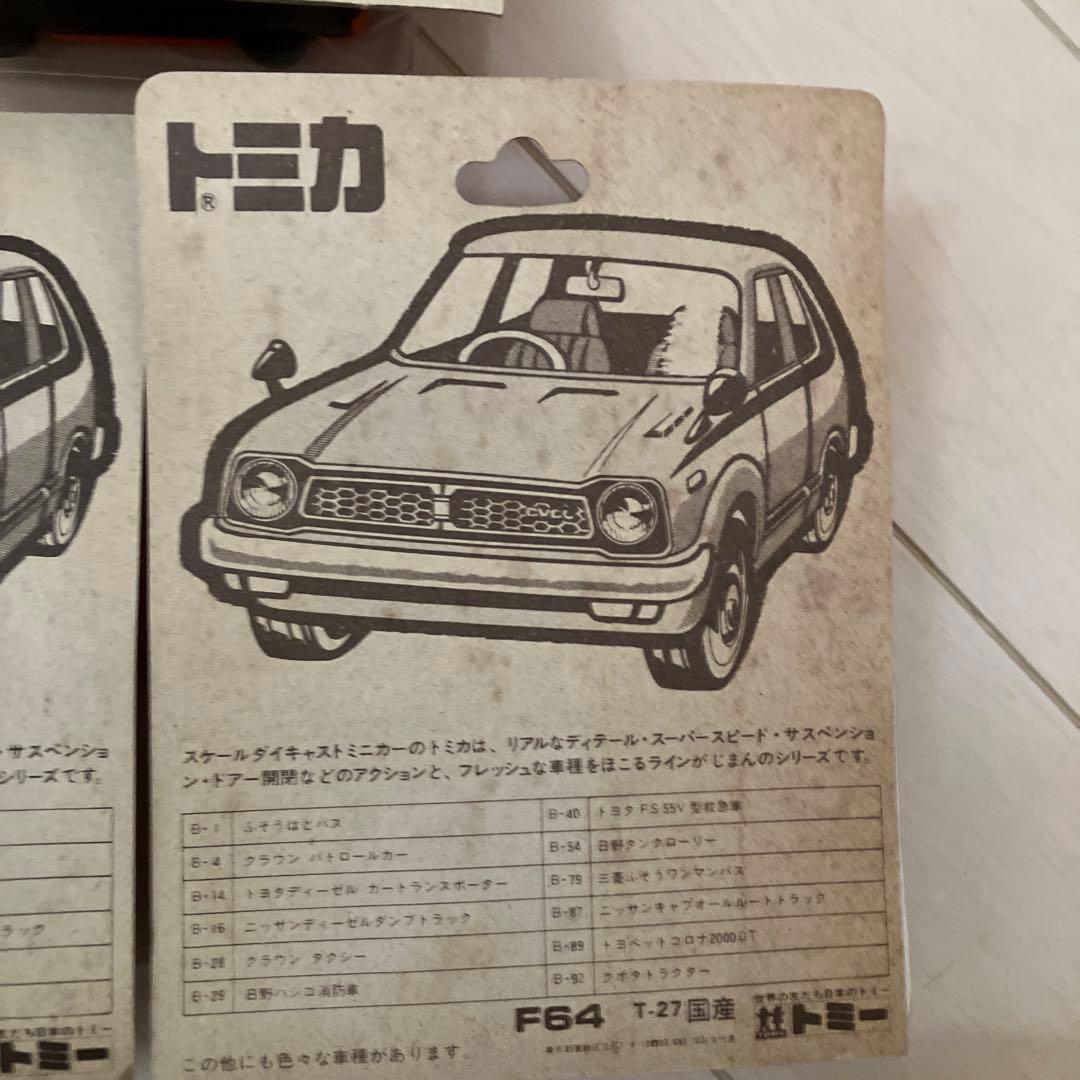 トミカ
®
CVCC
スケールダイキャストミニカーのトミカは、リアルなディテール・スーパースピード・サスペンショ
ン・ドアー開閉などのアクションと、フレッシュな車種をほこるラインがじまんのシリーズです。
B-1 ふそうはとバス
B-4 クラウン パトロールカー
B-14 トヨタディーゼル カートランスポーター
B-16 ニッサンディーゼルダンプトラック
B-28 クラウン タクシー
B-29 日野ハシゴ消防車
B-40 トヨタ F.S 55V 型救急車
B-54 日野タンクローリー
B-79 三菱ふそうワンマンバス
B-87 ニッサンキャブオールルートトラック
B-89 トヨペットコロナ2000GT
B-92 クボタトラクター
F64 T-27 国産
世界の友だち日本のトミー
トミー
この他にも色々な車種があります。
・サスペンショ
シリーズです。
ラック
友だち日本のトミー
トミー